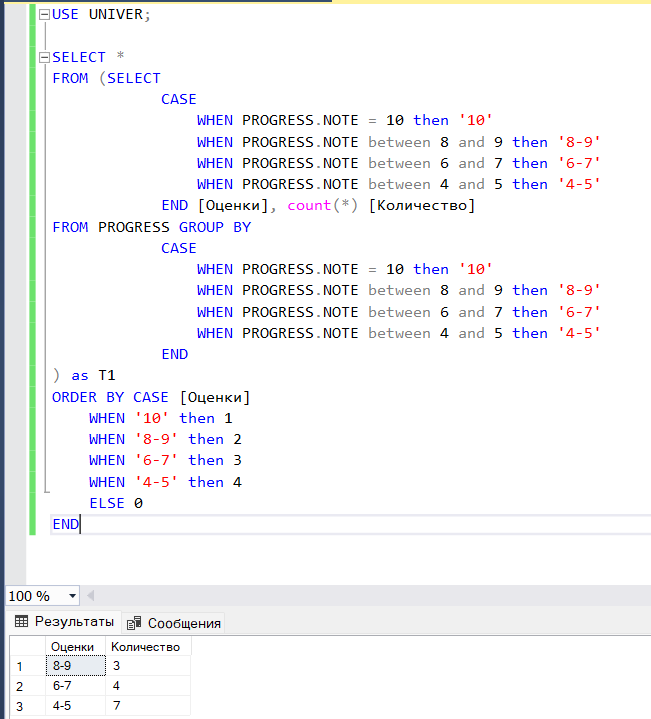 USE UNIVER;
SELECT *
FROM (SELECT
CASE
WHEN PROGRESS.NOTE = 10 then '10'
WHEN PROGRESS.NOTE between 8 and 9 then '8-9'
WHEN PROGRESS.NOTE between 6 and 7 then '6-7'
WHEN PROGRESS.NOTE between 4 and 5 then '4-5'
END [Оценки], count(*) [Количество]
FROM PROGRESS GROUP BY
CASE
WHEN PROGRESS.NOTE = 10 then '10'
WHEN PROGRESS.NOTE between 8 and 9 then '8-9'
WHEN PROGRESS.NOTE between 6 and 7 then '6-7'
WHEN PROGRESS.NOTE between 4 and 5 then '4-5'
END
) as T1
ORDER BY CASE [Оценки]
WHEN '10' then 1
WHEN '8-9' then 2
WHEN '6-7' then 3
WHEN '4-5' then 4
ELSE 0
END
100 %
Результаты Сообщения
Оценки Количество
1 8-9 3
2 6-7 4
3 4-5 7